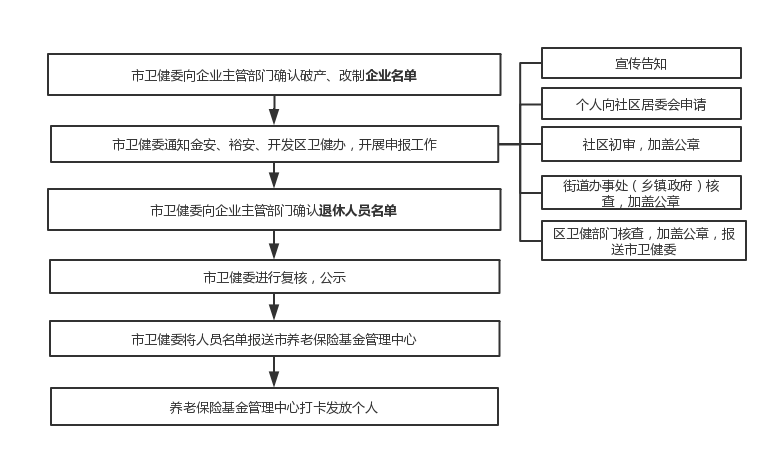 市卫健委向企业主管部门确认破产、改制企业名单
市卫健委通知金安、裕安、开发区卫健办，开展申报工作
市卫健委向企业主管部门确认退休人员名单
市卫健委进行复核，公示
市卫健委将人员名单报送市养老保险基金管理中心
养老保险基金管理中心打卡发放个人
宣传告知
个人向社区居委会申请
社区初审，加盖公章
街道办事处（乡镇政府）核
查，加盖公章
区卫健部门核查，加盖公章，报
送市卫健委